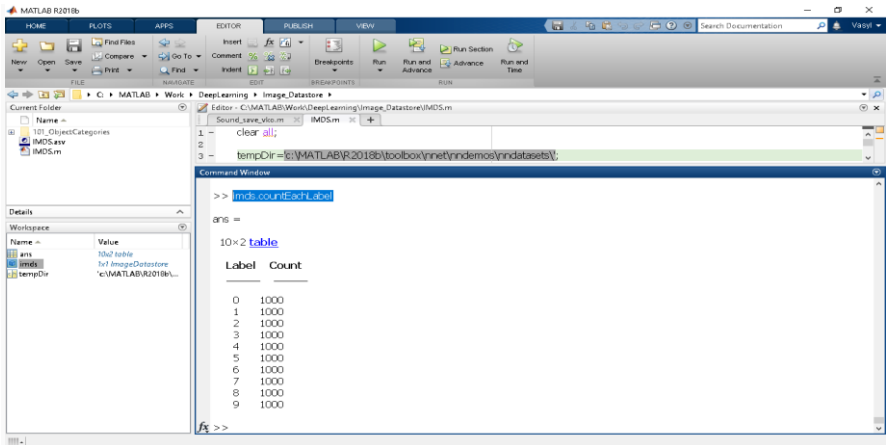 MATLAB R2018b
HOME PLOTS APPS EDITOR PUBLISH VIEW Search Documentation Vasyl
New Open Save Find Files Compare Print Go To Find Insert Comment Indent fx Breakpoints Run Run and Advance Run Section Advance Run and Time
FILE NAVIGATE EDIT BREAKPOINTS RUN
C: MATLAB Work DeepLearning Image_Datastore
Current Folder
Name
101_ObjectCategories
IMDS.asv
IMDS.m
Details
Workspace
Name Value
ans 10x2 table
imds 1x1 ImageDatastore
tempDir 'c:\MATLAB\R2018b\...
Editor - C:\MATLAB\Work\DeepLearning\Image_Datastore\IMDS.m
Sound_save_vko.m IMDS.m +
1 - clear all;
2
3 - tempDir='c:\MATLAB\R2018b\toolbox\nnet\nndemos\nndatasets\';
Command Window
>> imds.countEachLabel
ans =
10×2 table
Label Count
0 1000
1 1000
2 1000
3 1000
4 1000
5 1000
6 1000
7 1000
8 1000
9 1000
fx >>